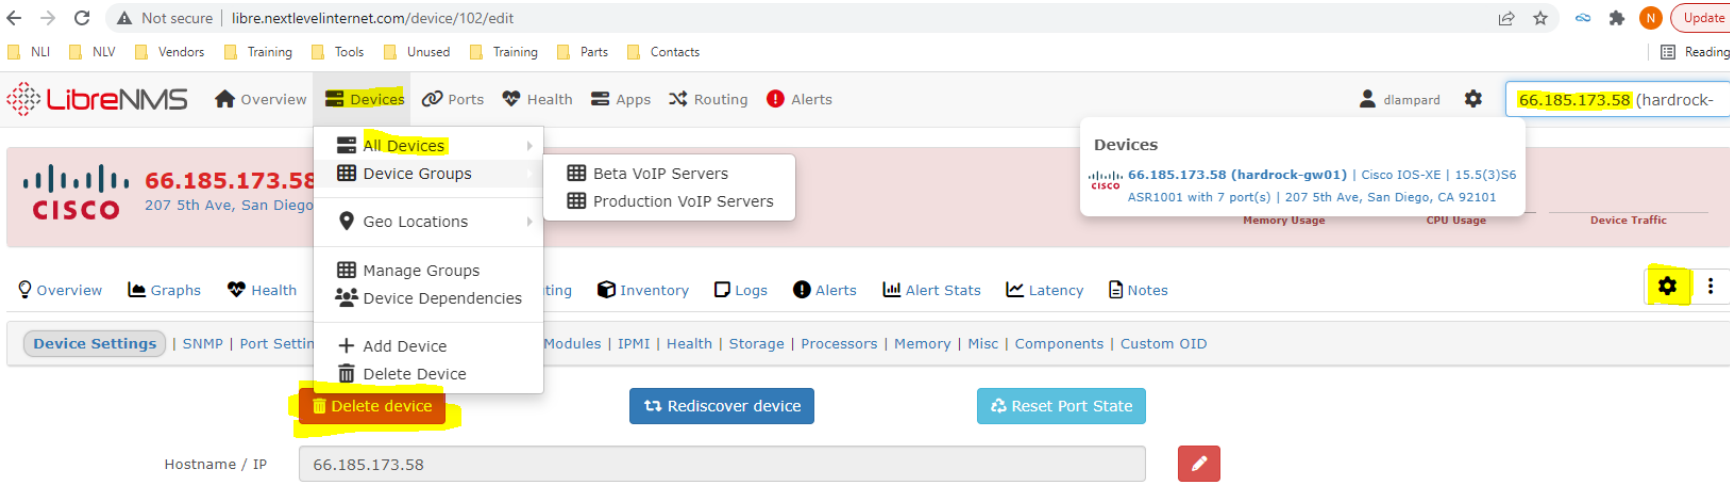 Not secure | libre.nextlevelinternet.com/device/102/edit
N Update
NLI NLV Vendors Training Tools Unused Training Parts Contacts Reading
LibreNMS Overview Devices Ports Health Apps Routing Alerts dlampard 66.185.173.58 (hardrock-
All Devices
Device Groups
Geo Locations
Manage Groups
Device Dependencies
Add Device
Delete Device
Beta VoIP Servers
Production VoIP Servers
Devices
CISCO 66.185.173.58 (hardrock-gw01) | Cisco IOS-XE | 15.5(3)S6
ASR1001 with 7 port(s) | 207 5th Ave, San Diego, CA 92101
CISCO 66.185.173.58
207 5th Ave, San Diego
Memory Usage CPU Usage Device Traffic
Overview Graphs Health ting Inventory Logs Alerts Alert Stats Latency Notes
Device Settings | SNMP | Port Settin Modules | IPMI | Health | Storage | Processors | Memory | Misc | Components | Custom OID
Delete device Rediscover device Reset Port State
Hostname / IP 66.185.173.58